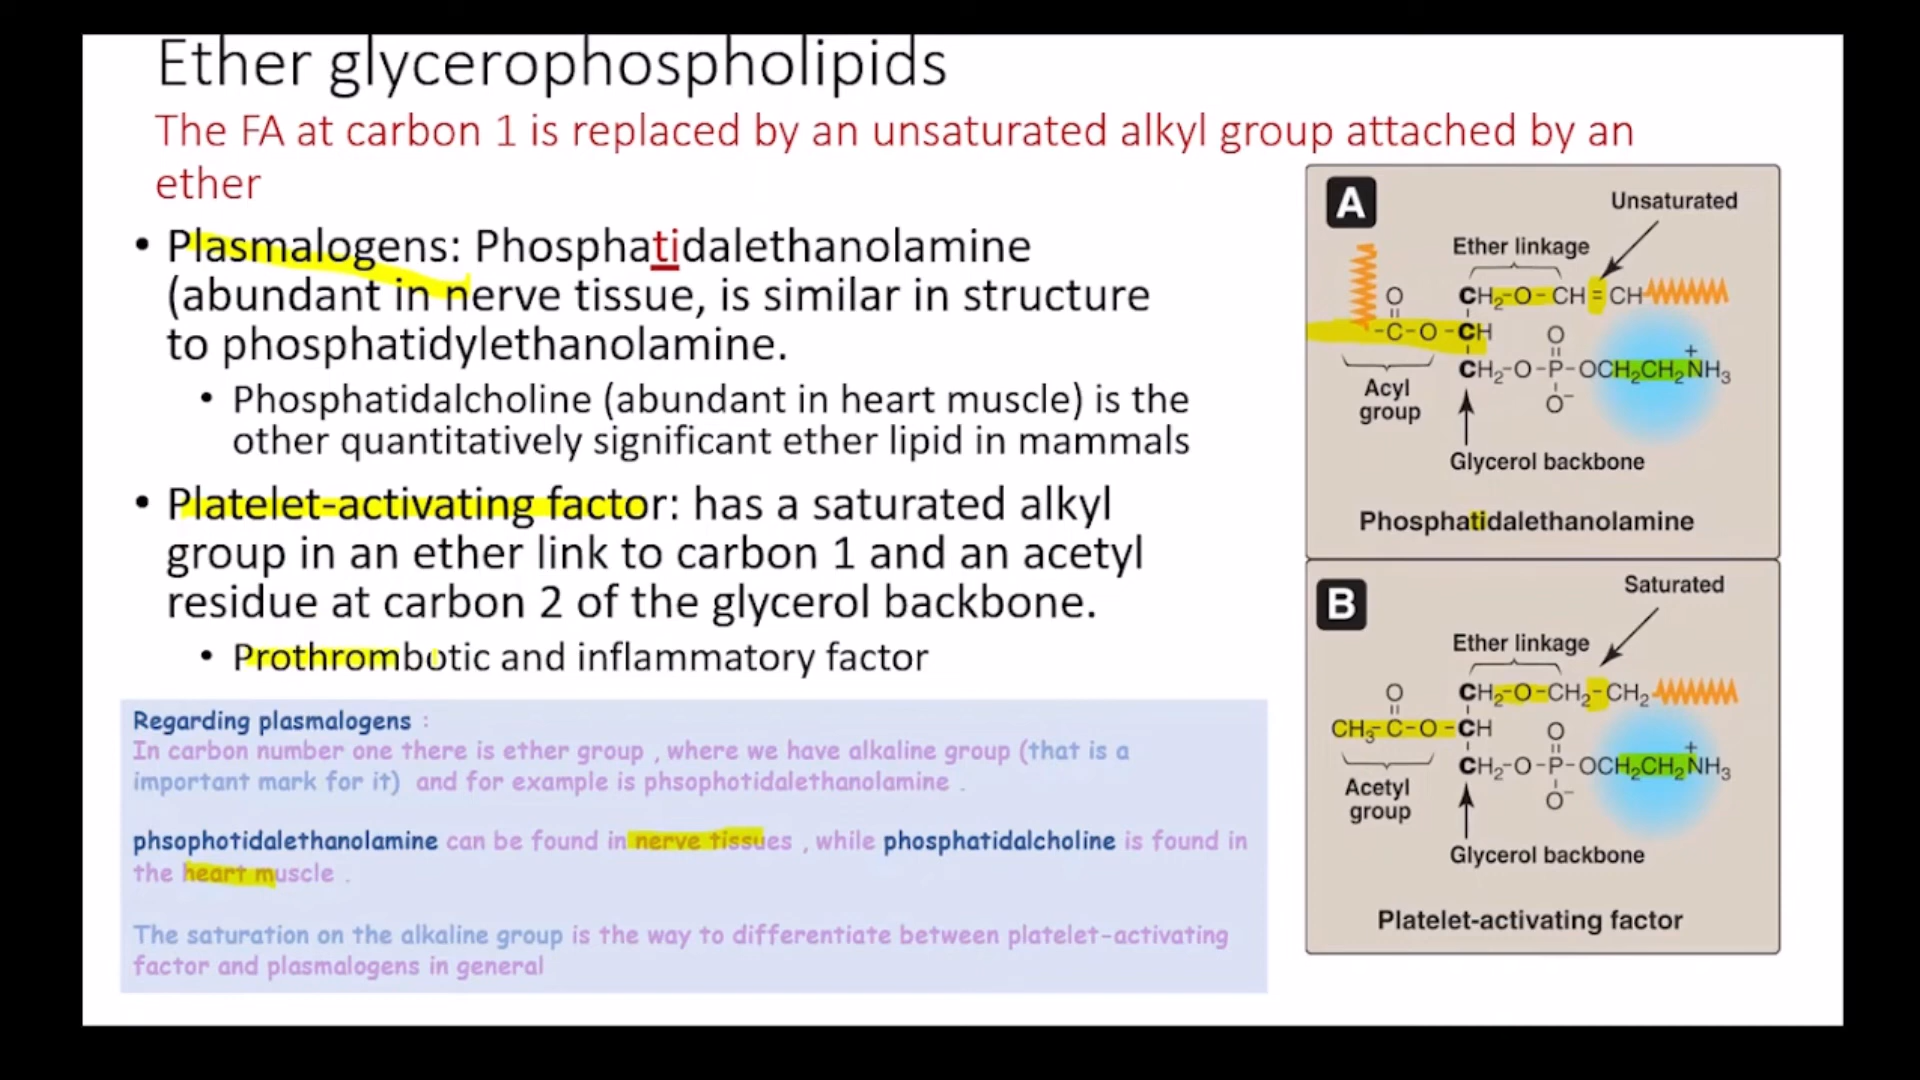 Ether glycerophospholipids
The FA at carbon 1 is replaced by an unsaturated alkyl group attached by an
ether
• Plasmalogens: Phosphatidalethanolamine
(abundant in nerve tissue, is similar in structure
to phosphatidylethanolamine.
• Phosphatidalcholine (abundant in heart muscle) is the
other quantitatively significant ether lipid in mammals
• Platelet-activating factor: has a saturated alkyl
group in an ether link to carbon 1 and an acetyl
residue at carbon 2 of the glycerol backbone.
• Prothrombotic and inflammatory factor
Regarding plasmalogens :
In carbon number one there is ether group , where we have alkaline group (that is a
important mark for it) and for example is phsophotidalethanolamine .
phsophotidalethanolamine can be found in nerve tissues , while phosphatidalcholine is found in
the heart muscle .
The saturation on the alkaline group is the way to differentiate between platelet-activating
factor and plasmalogens in general
A
Unsaturated
Ether linkage
O CH₂-O-CH=CH
-C-O-CH O
CH₂-O-P-OCH₂CH₂NH₃+
O⁻
Acyl
group
Glycerol backbone
Phosphatidalethanolamine
B
Saturated
Ether linkage
O CH₂-O-CH₂-CH₂
CH₃-C-O-CH O
CH₂-O-P-OCH₂CH₂NH₃+
O⁻
Acetyl
group
Glycerol backbone
Platelet-activating factor